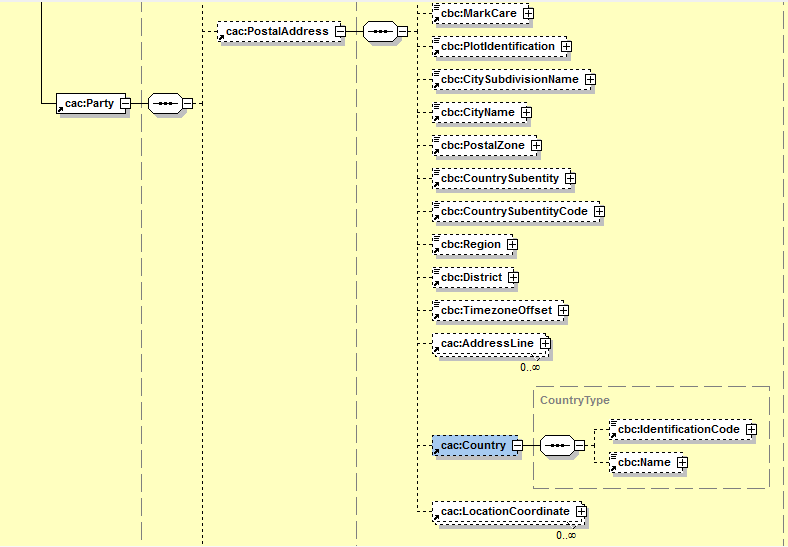 cbc:MarkCare
cac:PostalAddress
cbc:PlotIdentification
cbc:CitySubdivisionName
cac:Party
cbc:CityName
cbc:PostalZone
cbc:CountrySubentity
cbc:CountrySubentityCode
cbc:Region
cbc:District
cbc:TimezoneOffset
cac:AddressLine
0..∞
CountryType
cbc:IdentificationCode
cac:Country
cbc:Name
cac:LocationCoordinate
0..∞